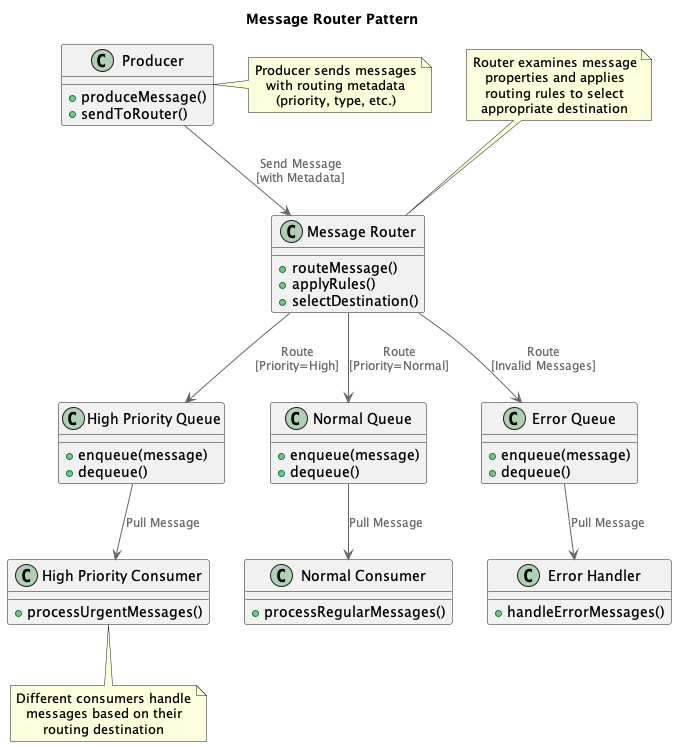 Message Router Pattern
C Producer
produceMessage()
sendToRouter()
Producer sends messages
with routing metadata
(priority, type, etc.)
Router examines message
properties and applies
routing rules to select
appropriate destination
Send Message
[with Metadata]
C Message Router
routeMessage()
applyRules()
selectDestination()
Route
[Priority=High]
Route
[Priority=Normal]
Route
[Invalid Messages]
C High Priority Queue
enqueue(message)
dequeue()
C Normal Queue
enqueue(message)
dequeue()
C Error Queue
enqueue(message)
dequeue()
Pull Message
Pull Message
Pull Message
C High Priority Consumer
processUrgentMessages()
C Normal Consumer
processRegularMessages()
C Error Handler
handleErrorMessages()
Different consumers handle
messages based on their
routing destination